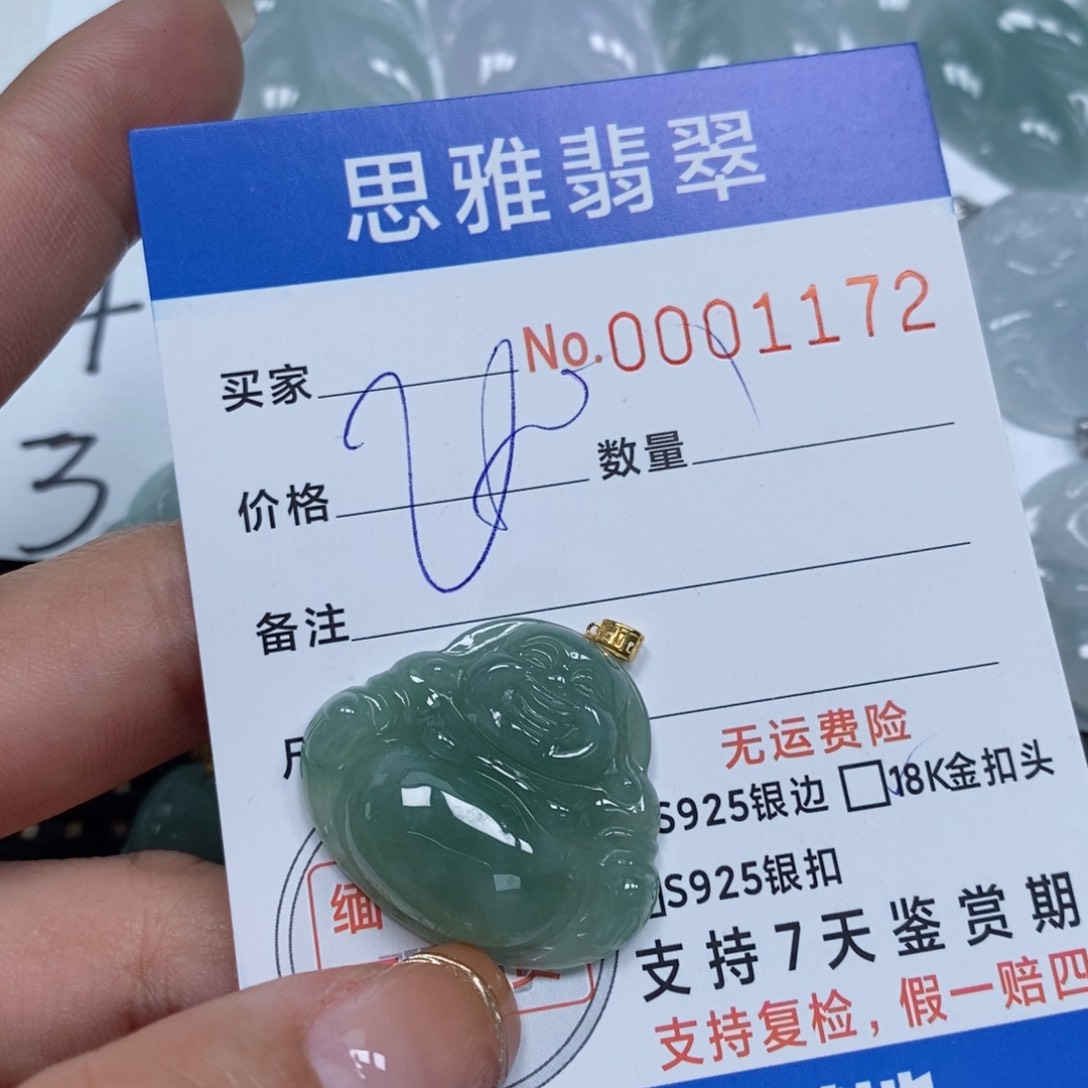 思雅翡翠
No.0001172
买家
价格
数量
备注
无运费险
S925银边 □18K金扣头
S925银扣
支持7天鉴赏期
支持复检，假一赔四
缅
3